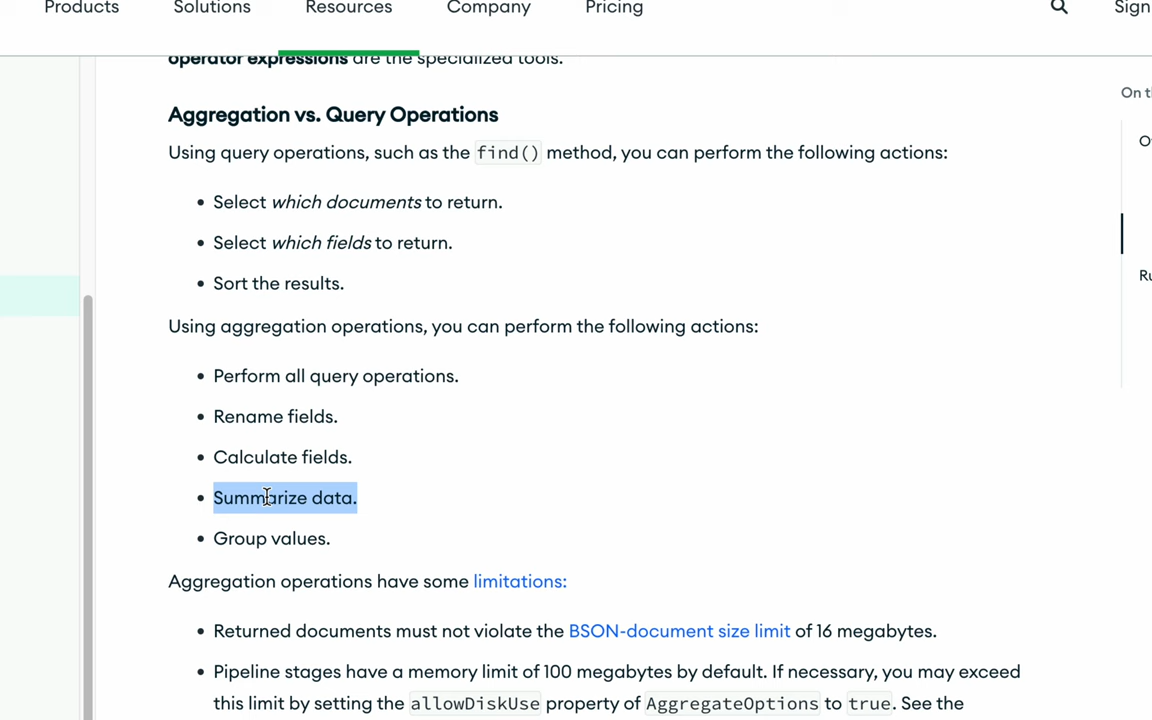 Products Solutions Resources Company Pricing Sign
operator expressions are the specialized tools.
On t
Aggregation vs. Query Operations
Using query operations, such as the find() method, you can perform the following actions:
• Select which documents to return.
• Select which fields to return.
• Sort the results.
Using aggregation operations, you can perform the following actions:
• Perform all query operations.
• Rename fields.
• Calculate fields.
• Summarize data.
• Group values.
Aggregation operations have some limitations:
• Returned documents must not violate the BSON-document size limit of 16 megabytes.
• Pipeline stages have a memory limit of 100 megabytes by default. If necessary, you may exceed
this limit by setting the allowDiskUse property of AggregateOptions to true. See the